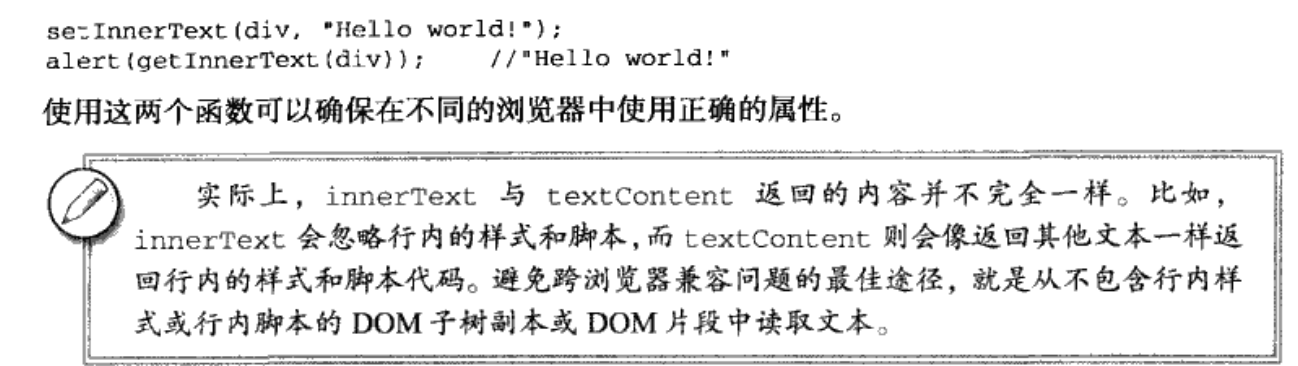 setInnerText(div, "Hello world!");
alert(getInnerText(div));    //"Hello world!"
使用这两个函数可以确保在不同的浏览器中使用正确的属性。
实际上，innerText 与 textContent 返回的内容并不完全一样。比如，
innerText 会忽略行内的样式和脚本，而 textContent 则会像返回其他文本一样返
回行内的样式和脚本代码。避免跨浏览器兼容问题的最佳途径，就是从不包含行内样
式或行内脚本的 DOM 子树副本或 DOM 片段中读取文本。